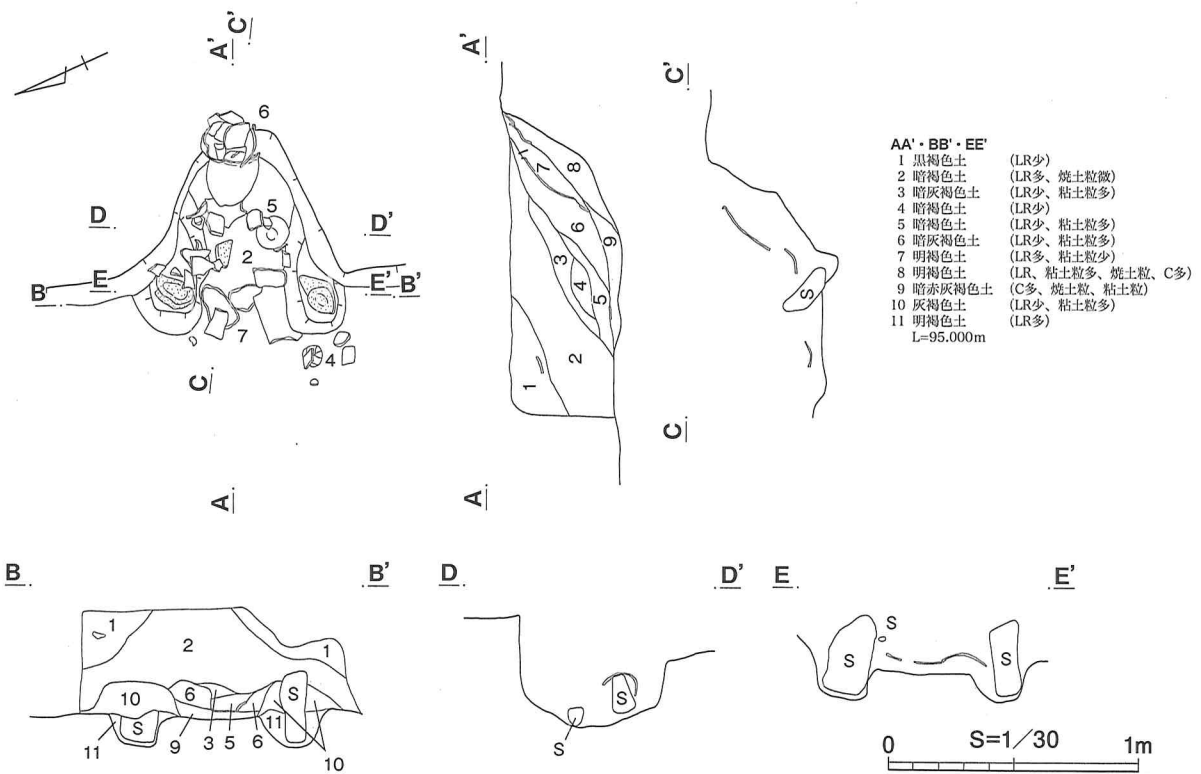 A'
C'
6
5
D
D'
2
E
E'
B
B'
7
4
C
A
A'
1
7
8
6
9
3
4
5
2
1
A
C'
S
C
AA'・BB'・EE'
1 黒褐色土 (LR少)
2 暗褐色土 (LR多、焼土粒微)
3 暗灰褐色土 (LR少、粘土粒多)
4 暗褐色土 (LR少)
5 暗褐色土 (LR少、粘土粒多)
6 暗灰褐色土 (LR少、粘土粒多)
7 明褐色土 (LR多、粘土粒少)
8 明褐色土 (LR、粘土粒多、焼土粒、C多)
9 暗赤灰褐色土 (C多、焼土粒、粘土粒)
10 灰褐色土 (LR少、粘土粒多)
11 明褐色土 (LR多)
L=95.000m
B
B'
1
2
1
10
6
S
S
11
11
9
3
5
6
10
D
D'
S
S
E
E'
S
S
S
S=1/30
0
1m